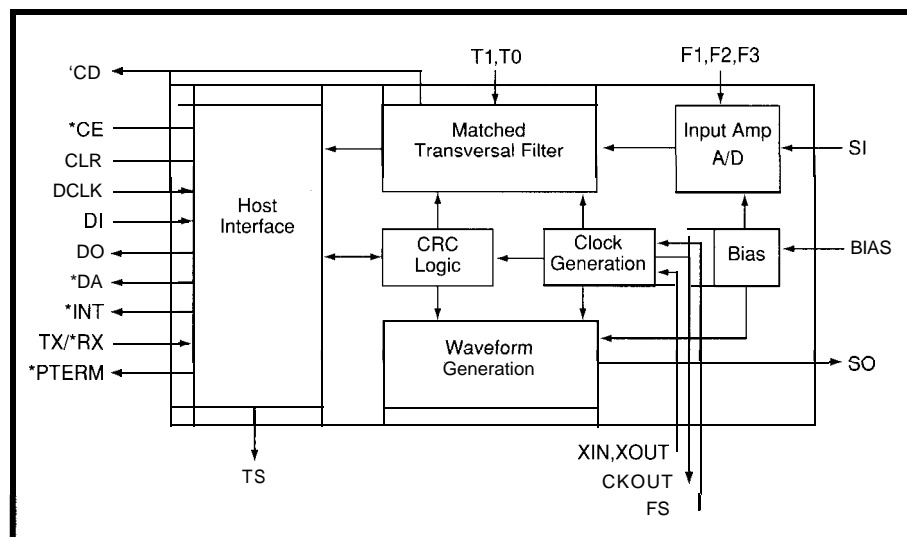 'CD
T1,T0
F1,F2,F3
*CE
CLR
DCLK
DI
DO
*DA
*INT
TX/*RX
*PTERM
Host
Interface
Matched
Transversal Filter
Input Amp
A/D
SI
CRC
Logic
Clock
Generation
Bias
BIAS
Waveform
Generation
SO
TS
XIN,XOUT
CKOUT
FS